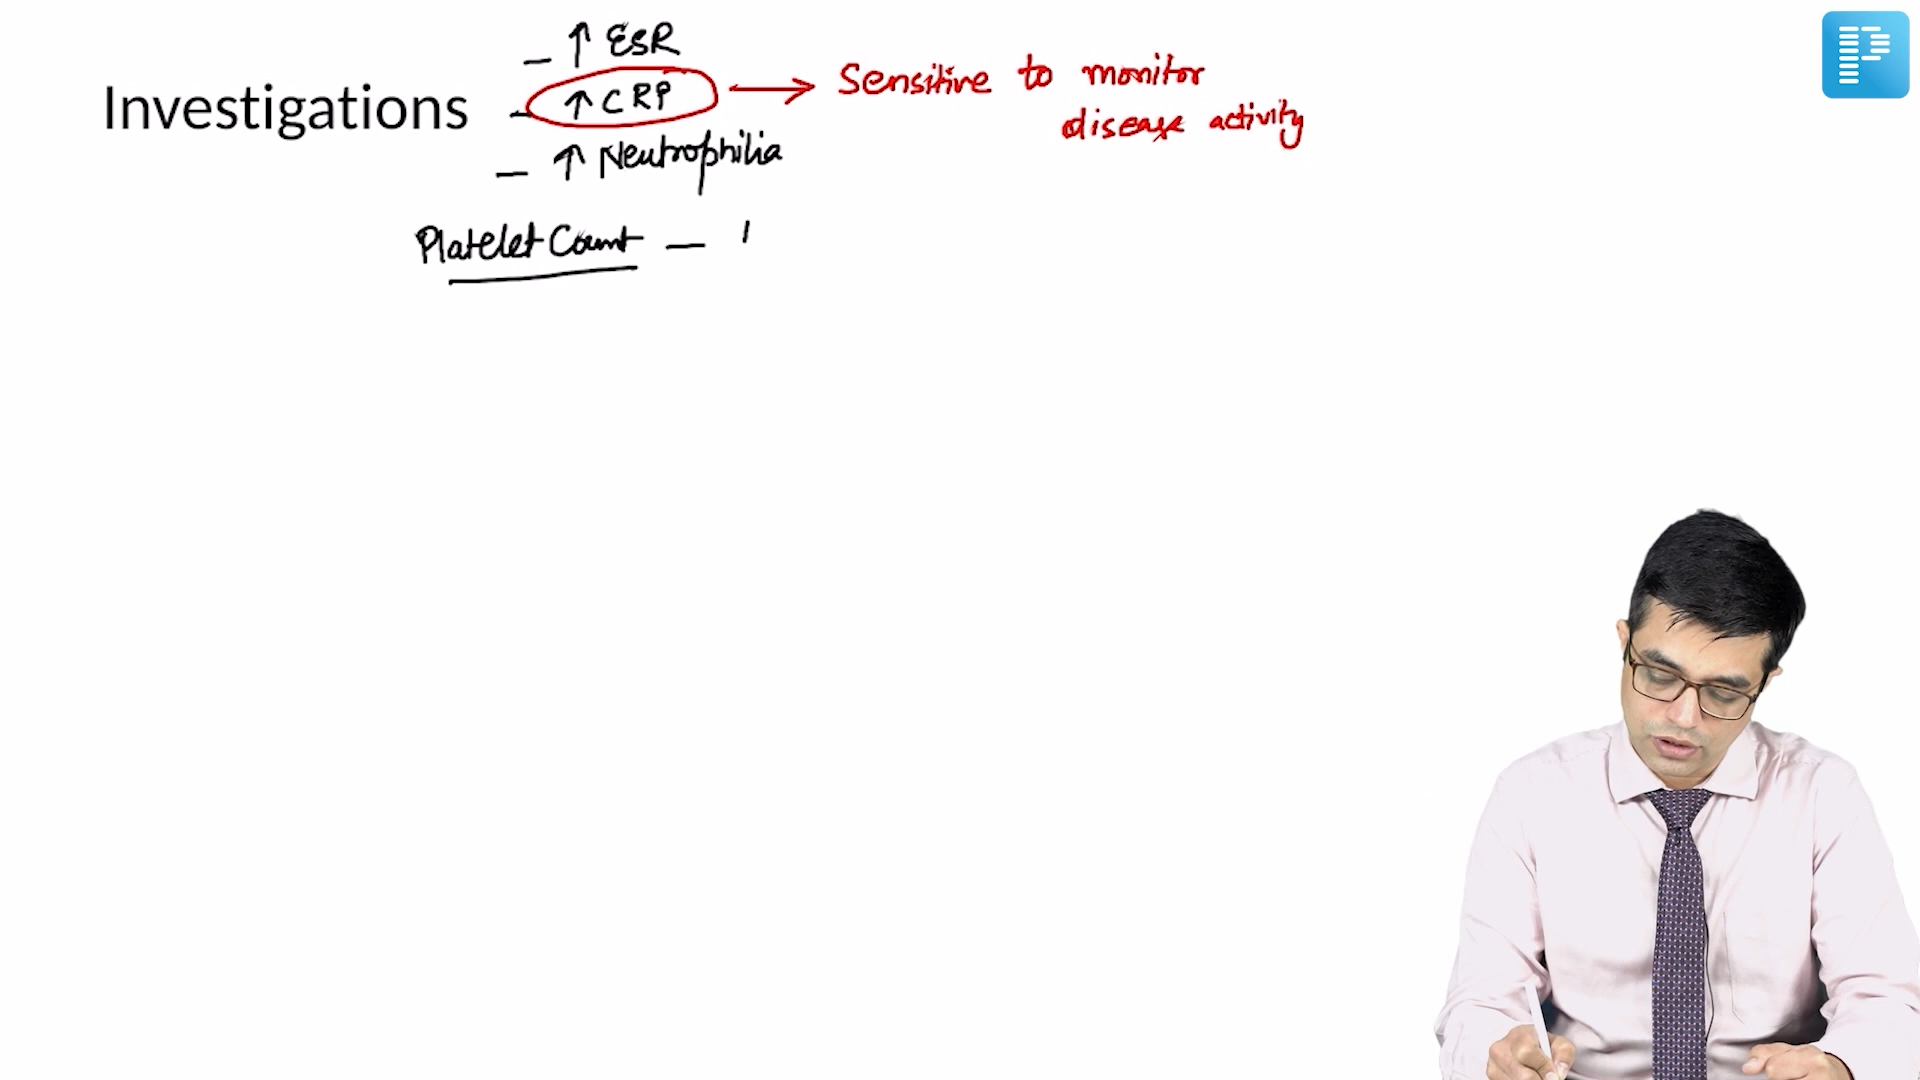 Investigations
– ↑ ESR
– ↑ CRP → Sensitive to monitor
disease activity
– ↑ Neutrophilia
Platelet Count –